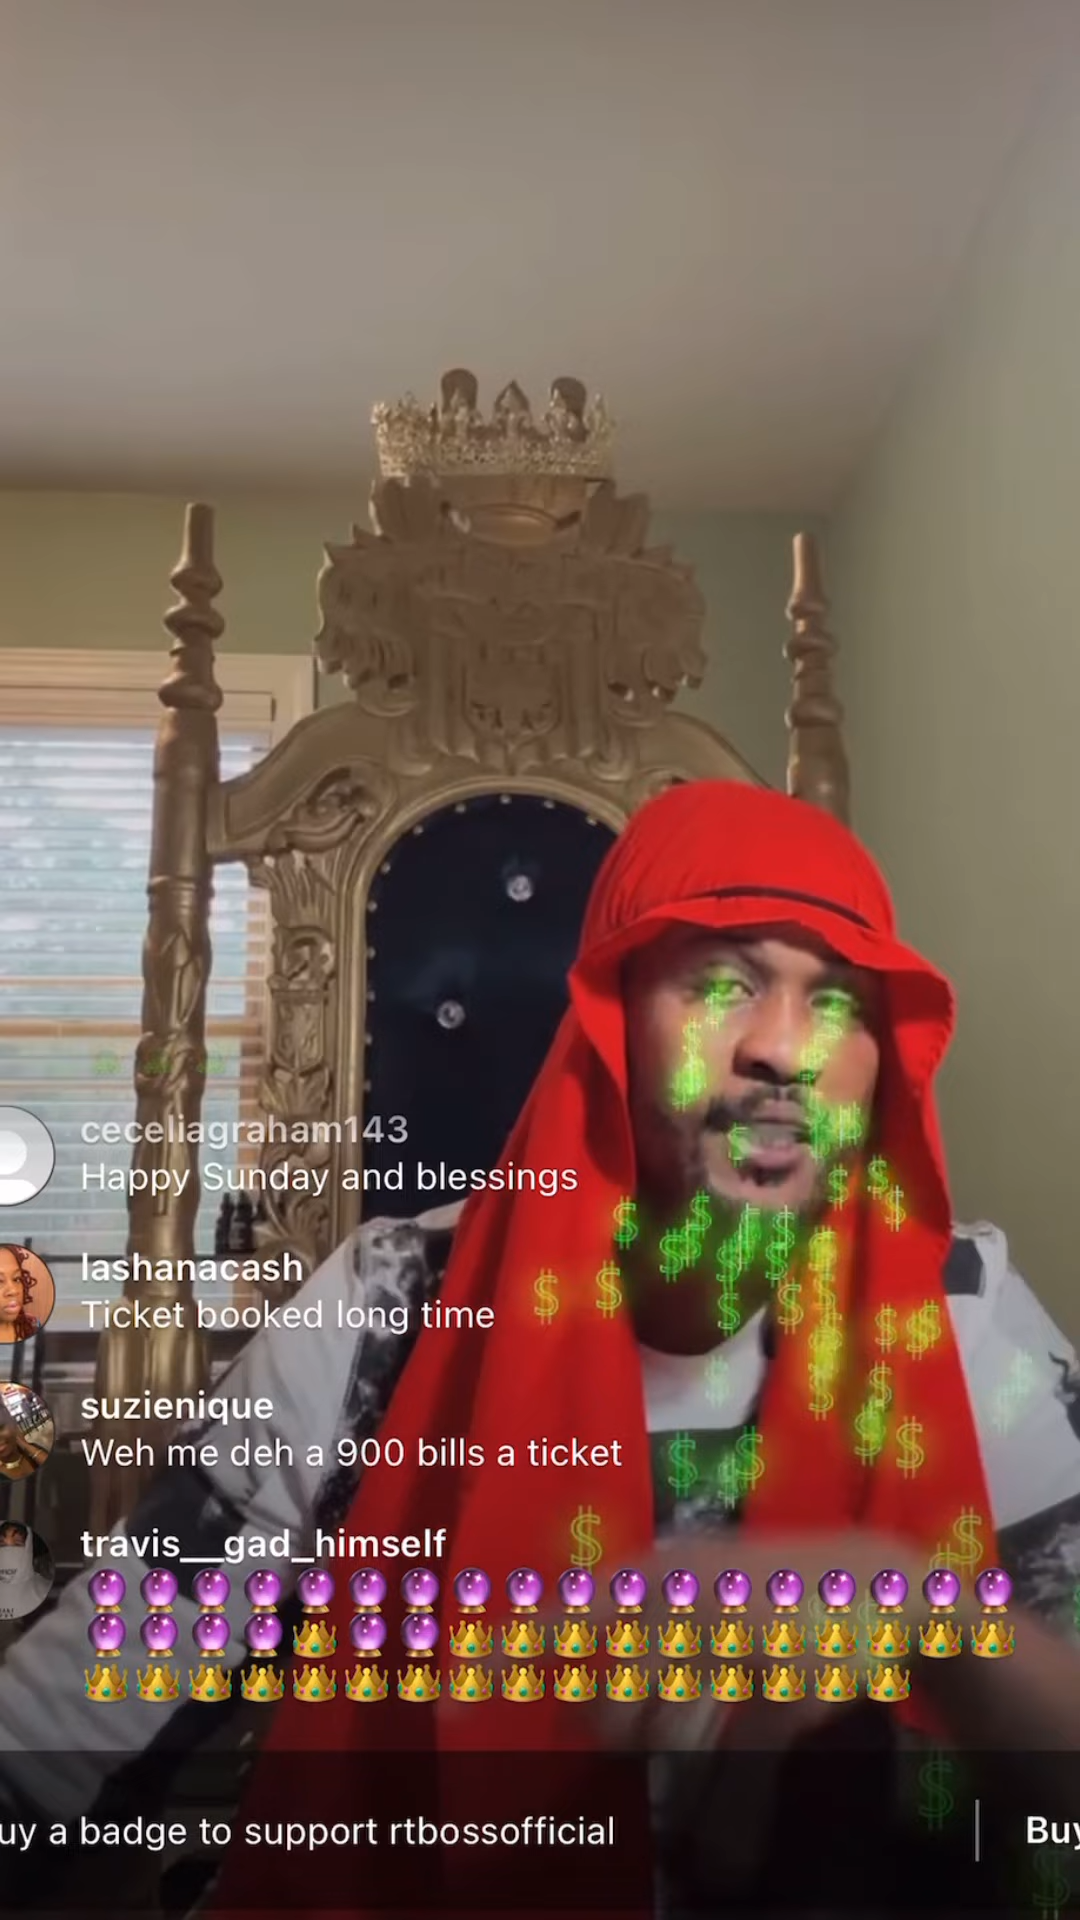 ceceliagraham143
Happy Sunday and blessings
lashanacash
Ticket booked long time
suzienique
Weh me deh a 900 bills a ticket
travis__gad_himself
🔮🔮🔮🔮🔮🔮🔮🔮🔮🔮🔮🔮🔮🔮🔮🔮🔮🔮
🔮🔮🔮🔮👑🔮🔮👑👑👑👑👑👑👑👑👑👑👑
👑👑👑👑👑👑👑👑👑👑👑👑👑👑👑👑
uy a badge to support rtbossofficial
Buy